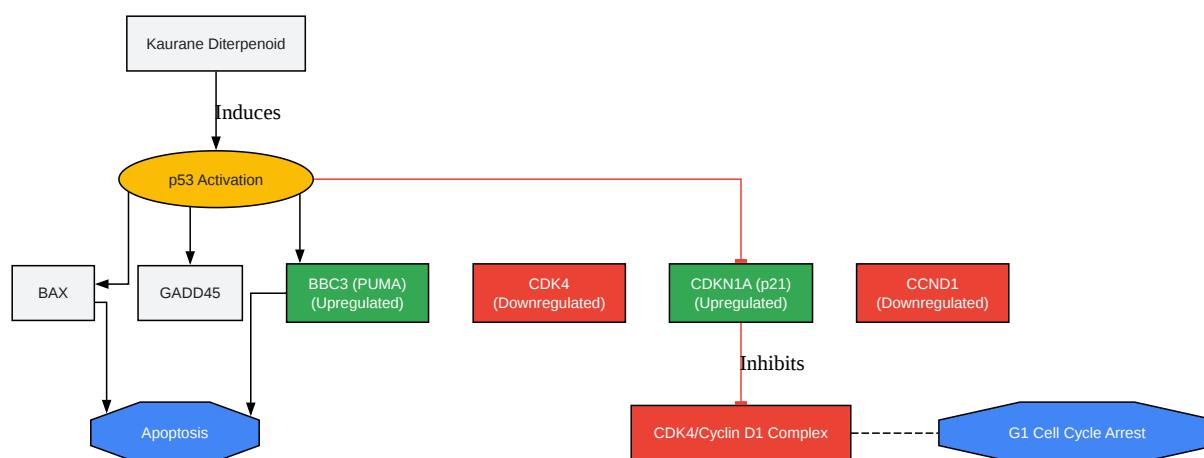 Kaurane Diterpenoid
Induces
p53 Activation
BAX
GADD45
BBC3 (PUMA)
(Upregulated)
CDK4
(Downregulated)
CDKN1A (p21)
(Upregulated)
CCND1
(Downregulated)
Inhibits
Apoptosis
CDK4/Cyclin D1 Complex
G1 Cell Cycle Arrest